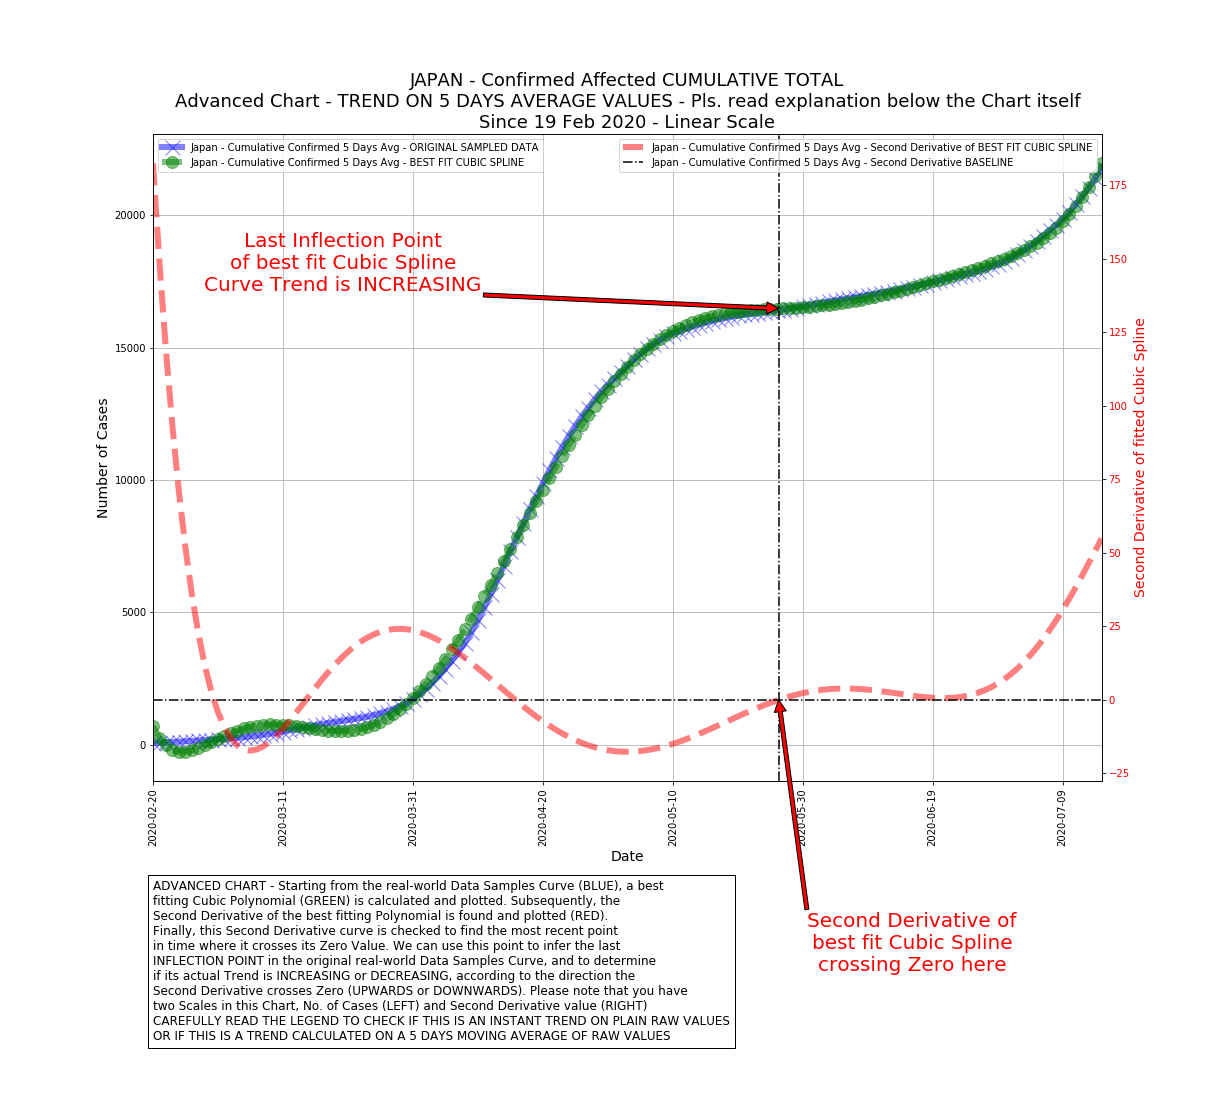 JAPAN - Confirmed Affected CUMULATIVE TOTAL
Advanced Chart - TREND ON 5 DAYS AVERAGE VALUES - Pls. read explanation below the Chart itself
Since 19 Feb 2020 - Linear Scale
Japan - Cumulative Confirmed 5 Days Avg - ORIGINAL SAMPLED DATA
Japan - Cumulative Confirmed 5 Days Avg - BEST FIT CUBIC SPLINE
Japan - Cumulative Confirmed 5 Days Avg - Second Derivative of BEST FIT CUBIC SPLINE
Japan - Cumulative Confirmed 5 Days Avg - Second Derivative BASELINE
Last Inflection Point
of best fit Cubic Spline
Curve Trend is INCREASING
Number of Cases
20000
15000
10000
5000
0
175
150
125
100
75
50
25
0
−25
Second Derivative of fitted Cubic Spline
2020-02-20
2020-03-11
2020-03-31
2020-04-20
2020-05-10
2020-05-30
2020-06-19
2020-07-09
Date
ADVANCED CHART - Starting from the real-world Data Samples Curve (BLUE), a best
fitting Cubic Polynomial (GREEN) is calculated and plotted. Subsequently, the
Second Derivative of the best fitting Polynomial is found and plotted (RED).
Finally, this Second Derivative curve is checked to find the most recent point
in time where it crosses its Zero Value. We can use this point to infer the last
INFLECTION POINT in the original real-world Data Samples Curve, and to determine
if its actual Trend is INCREASING or DECREASING, according to the direction the
Second Derivative crosses Zero (UPWARDS or DOWNWARDS). Please note that you have
two Scales in this Chart, No. of Cases (LEFT) and Second Derivative value (RIGHT)
CAREFULLY READ THE LEGEND TO CHECK IF THIS IS AN INSTANT TREND ON PLAIN RAW VALUES
OR IF THIS IS A TREND CALCULATED ON A 5 DAYS MOVING AVERAGE OF RAW VALUES
Second Derivative of
best fit Cubic Spline
crossing Zero here